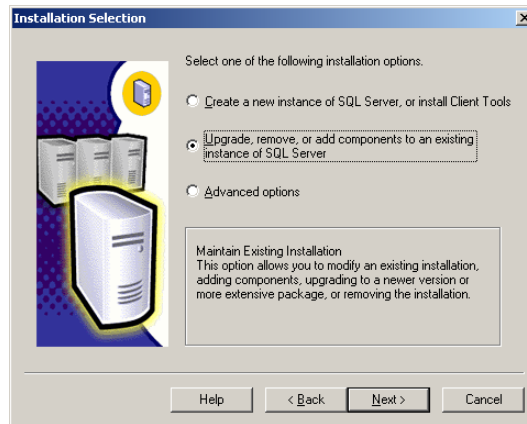 Installation Selection
Select one of the following installation options.
Create a new instance of SQL Server, or install Client Tools
Upgrade, remove, or add components to an existing
instance of SQL Server
Advanced options
Maintain Existing Installation
This option allows you to modify an existing installation,
adding components, upgrading to a newer version or
more extensive package, or removing the installation.
Help
< Back
Next >
Cancel